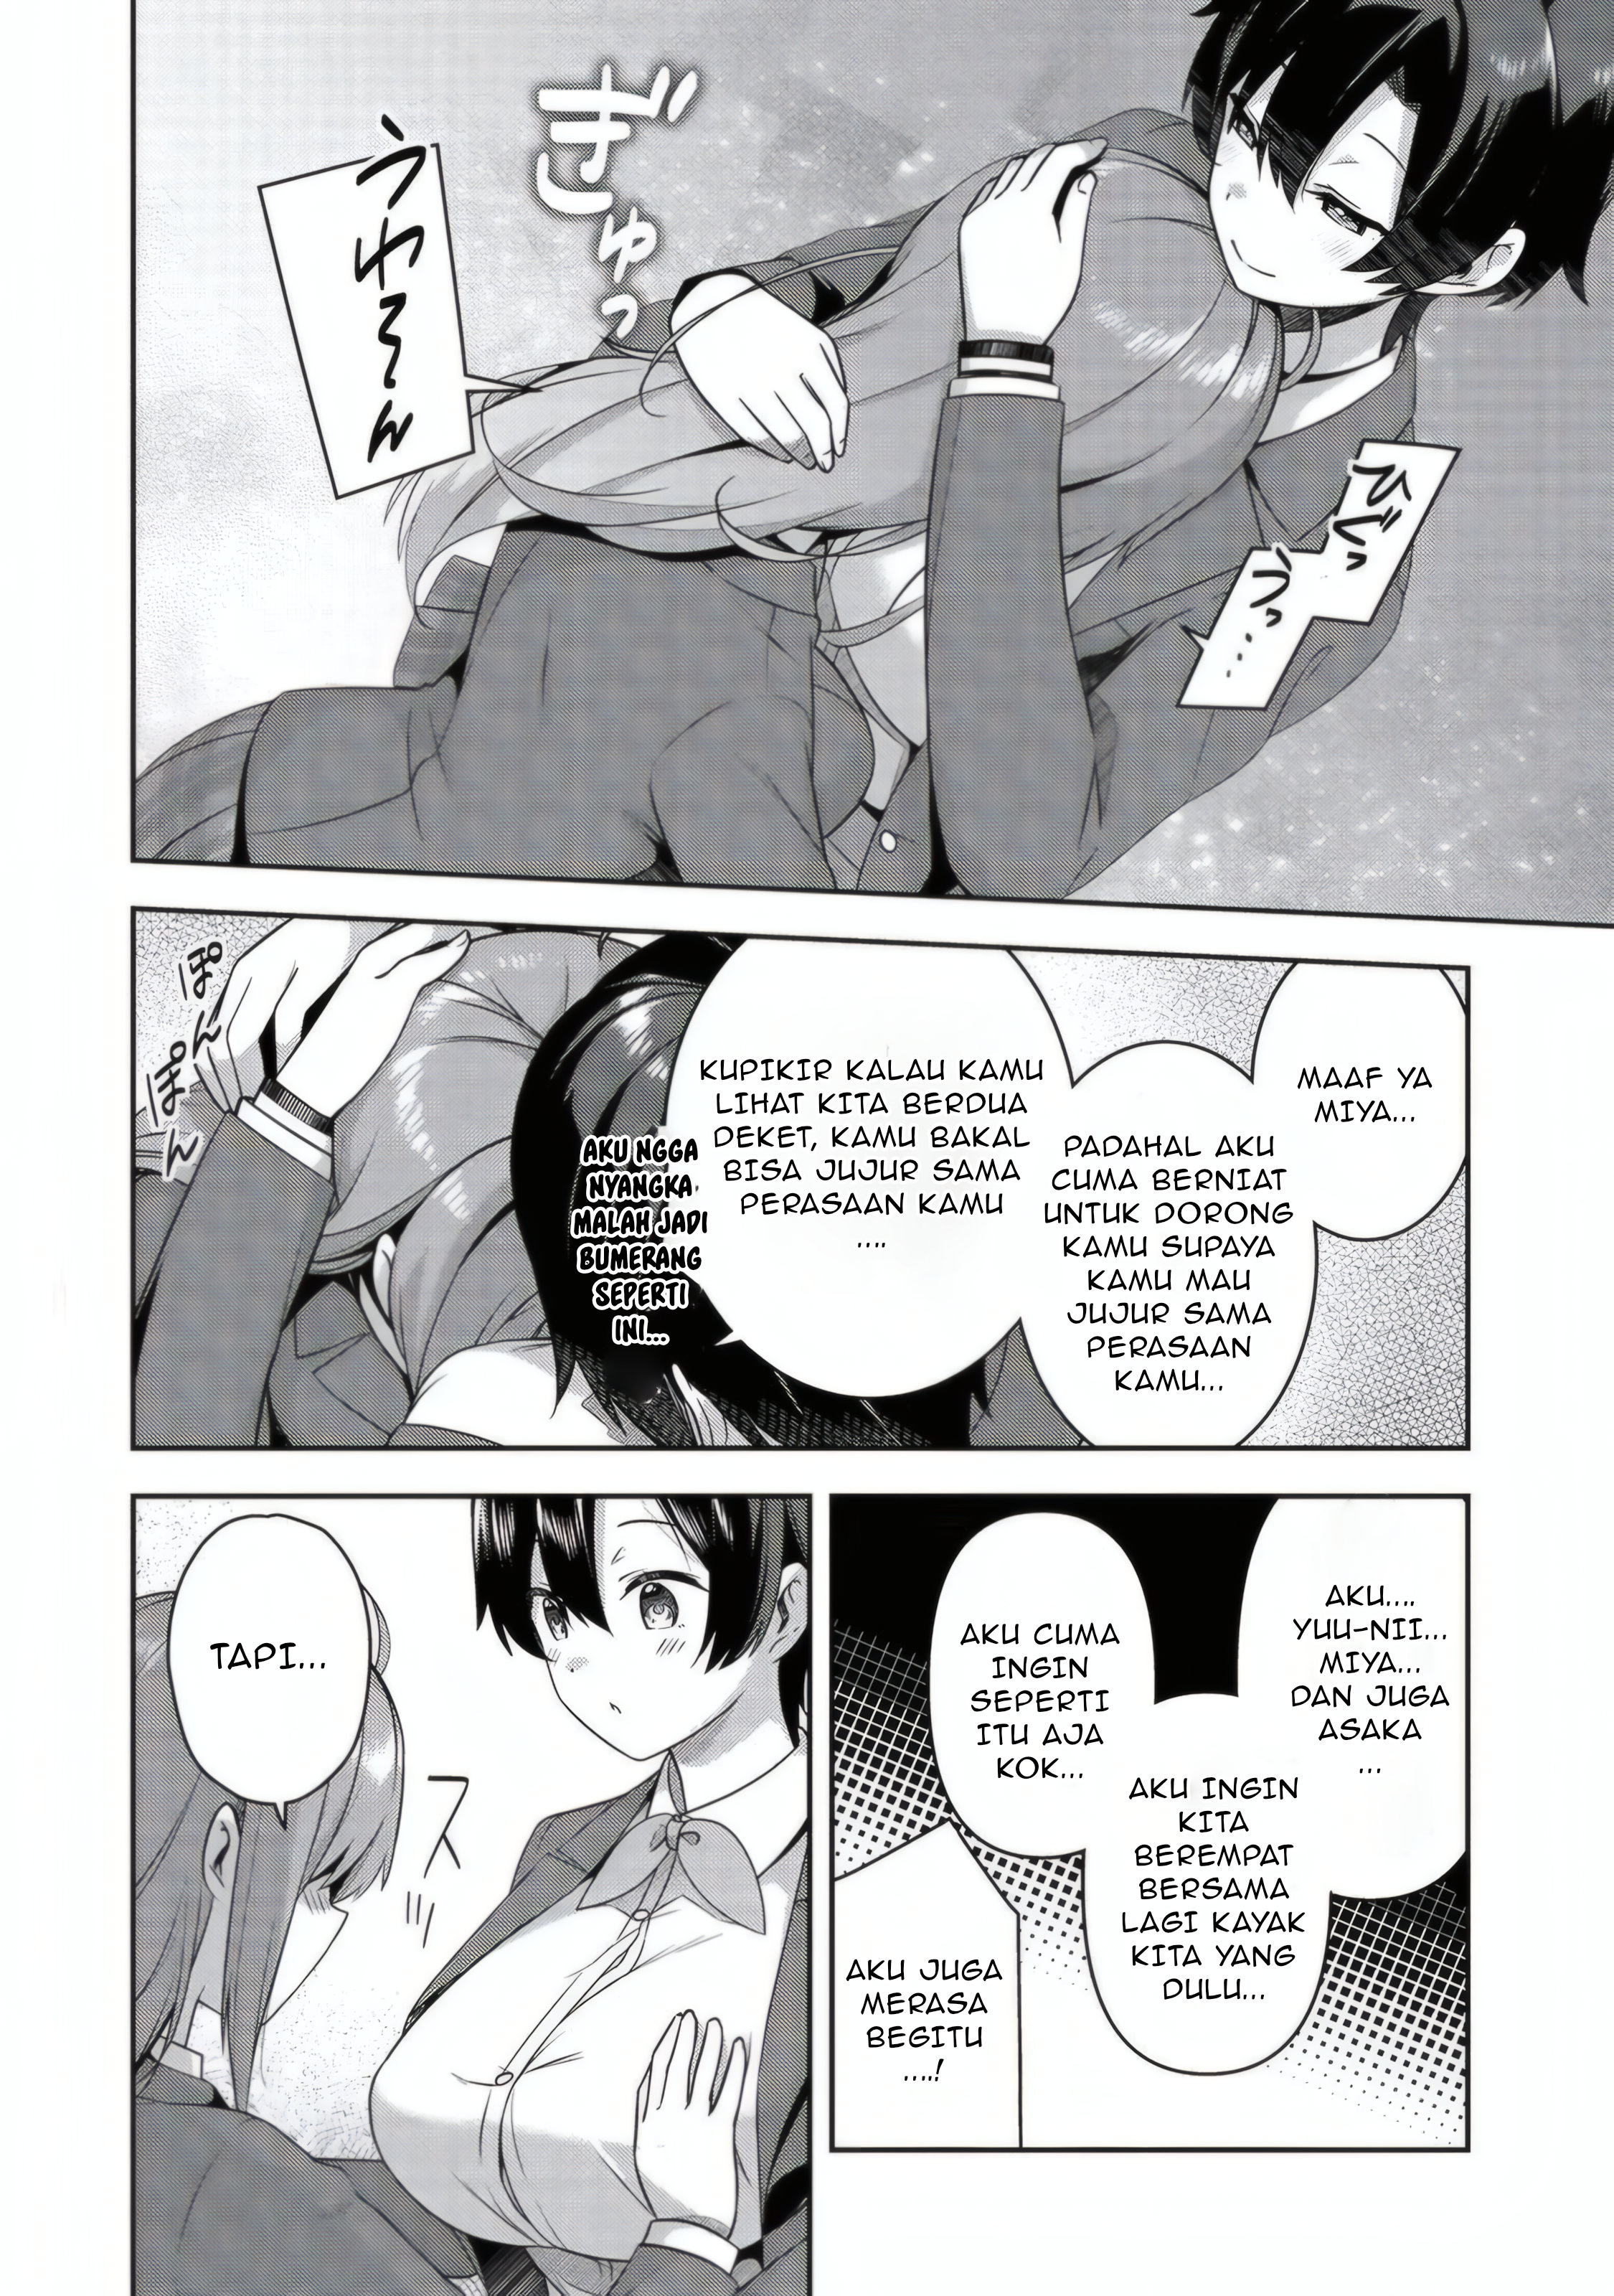 ひぐっ
うっ…
ぎゅっ
うわ〜ん
MAAF YA
MIYA...
PADAHAL AKU
CUMA BERNIAT
UNTUK DORONG
KAMU SUPAYA
KAMU MAU
JUJUR SAMA
PERASAAN
KAMU...
KUPIKIR KALAU KAMU
LIHAT KITA BERDUA
DEKET, KAMU BAKAL
BISA JUJUR SAMA
PERASAAN KAMU
....
AKU NGGA
NYANGKA
MALAH JADI
BUMERANG
SEPERTI
INI...
ぽん
ぽん
AKU....
YUU-NII...
MIYA...
DAN JUGA
ASAKA
...
AKU INGIN
KITA
BEREMPAT
BERSAMA
LAGI KAYAK
KITA YANG
DULU...
AKU CUMA
INGIN
SEPERTI
ITU AJA
KOK...
AKU JUGA
MERASA
BEGITU
....!
ス
TAPI...